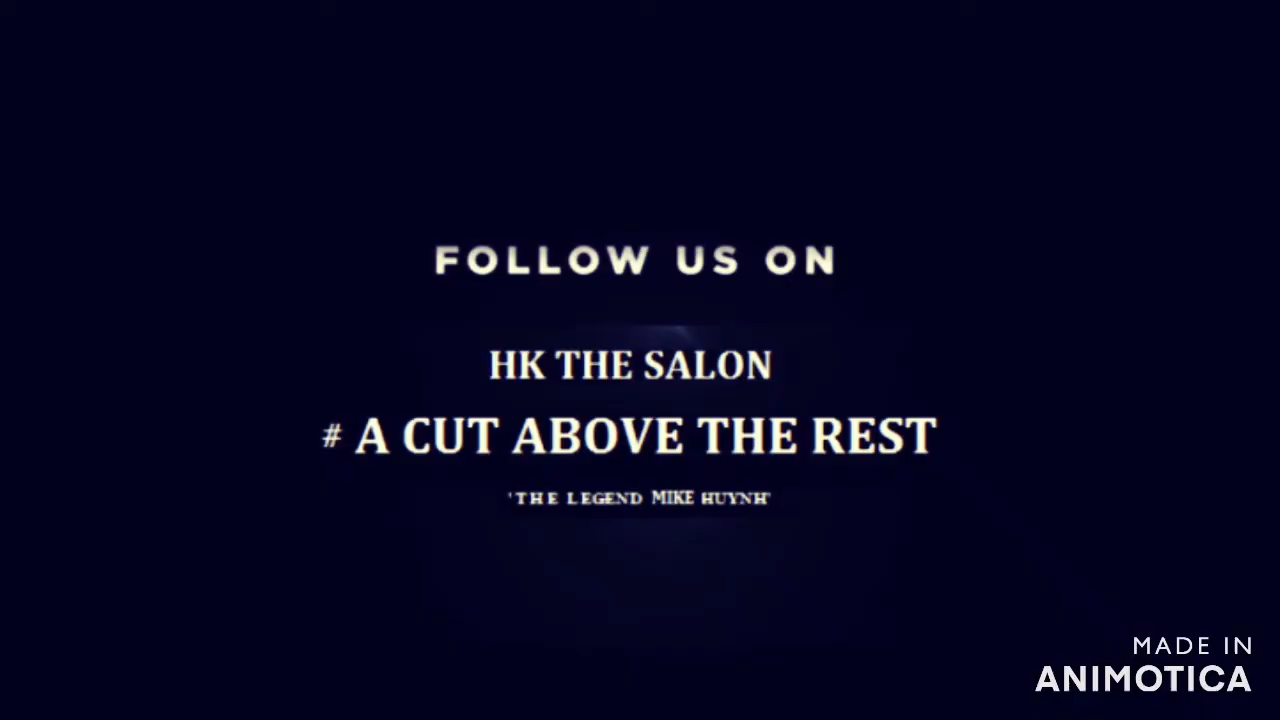 FOLLOW US ON
HK THE SALON
# A CUT ABOVE THE REST
'THE LEGEND MIKE HUYNH'
MADE IN
ANIMOTICA